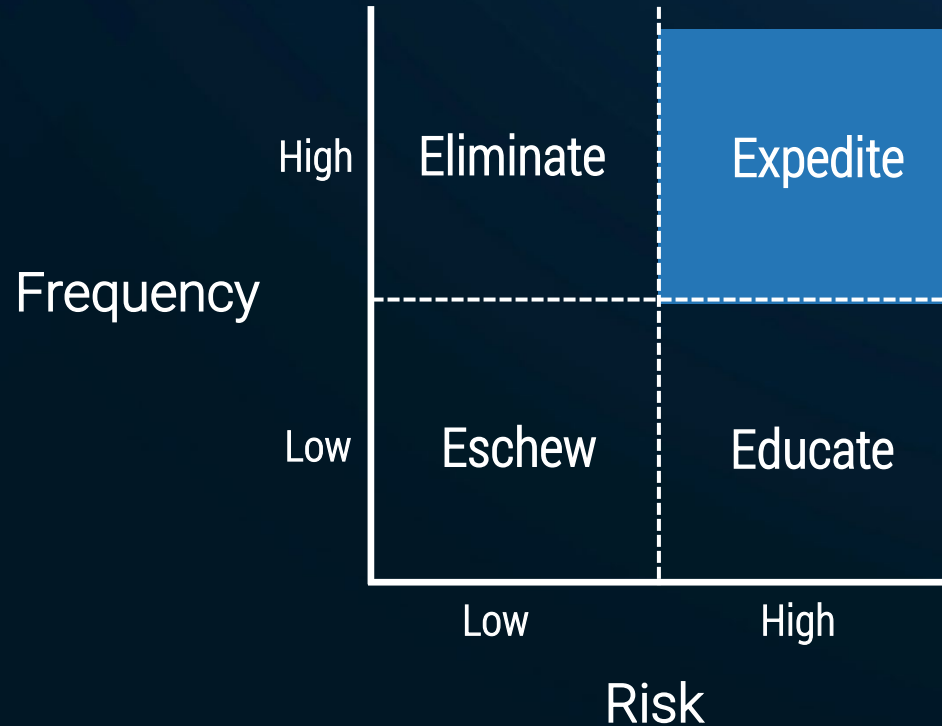 High
Eliminate
Expedite
Frequency
Low
Eschew
Educate
Low
High
Risk